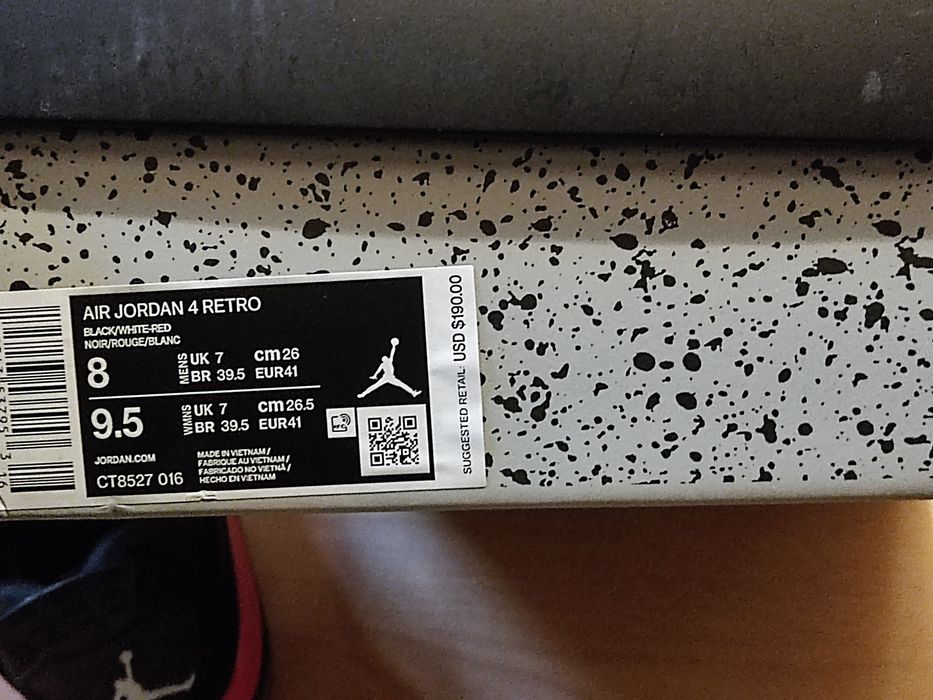 AIR JORDAN 4 RETRO
BLACK/WHITE-RED
NOIR/ROUGE/BLANC
8 MENS UK 7 cm 26
BR 39.5 EUR41
9.5 WMNS UK 7 cm 26.5
BR 39.5 EUR41
JORDAN.COM
CT8527 016
MADE IN VIETNAM /
FABRIQUE AU VIETNAM /
FABRICADO NO VIETNÃ /
HECHO EN VIETNAM
SUGGESTED RETAIL: USD $190.00